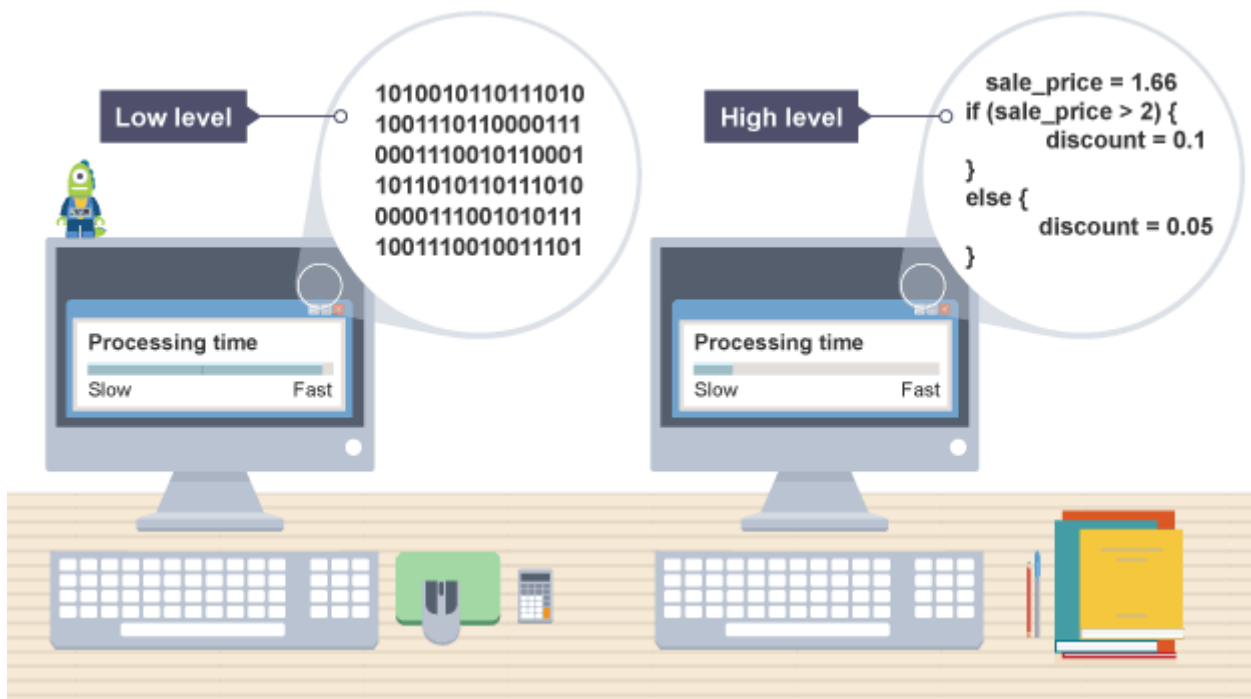 Low level
1010010110111010
1001110110000111
0001110010110001
1011010110111010
0000111001010111
1001110010011101
Processing time
Slow Fast
High level
sale_price = 1.66
if (sale_price > 2) {
discount = 0.1
}
else {
discount = 0.05
}
Processing time
Slow Fast